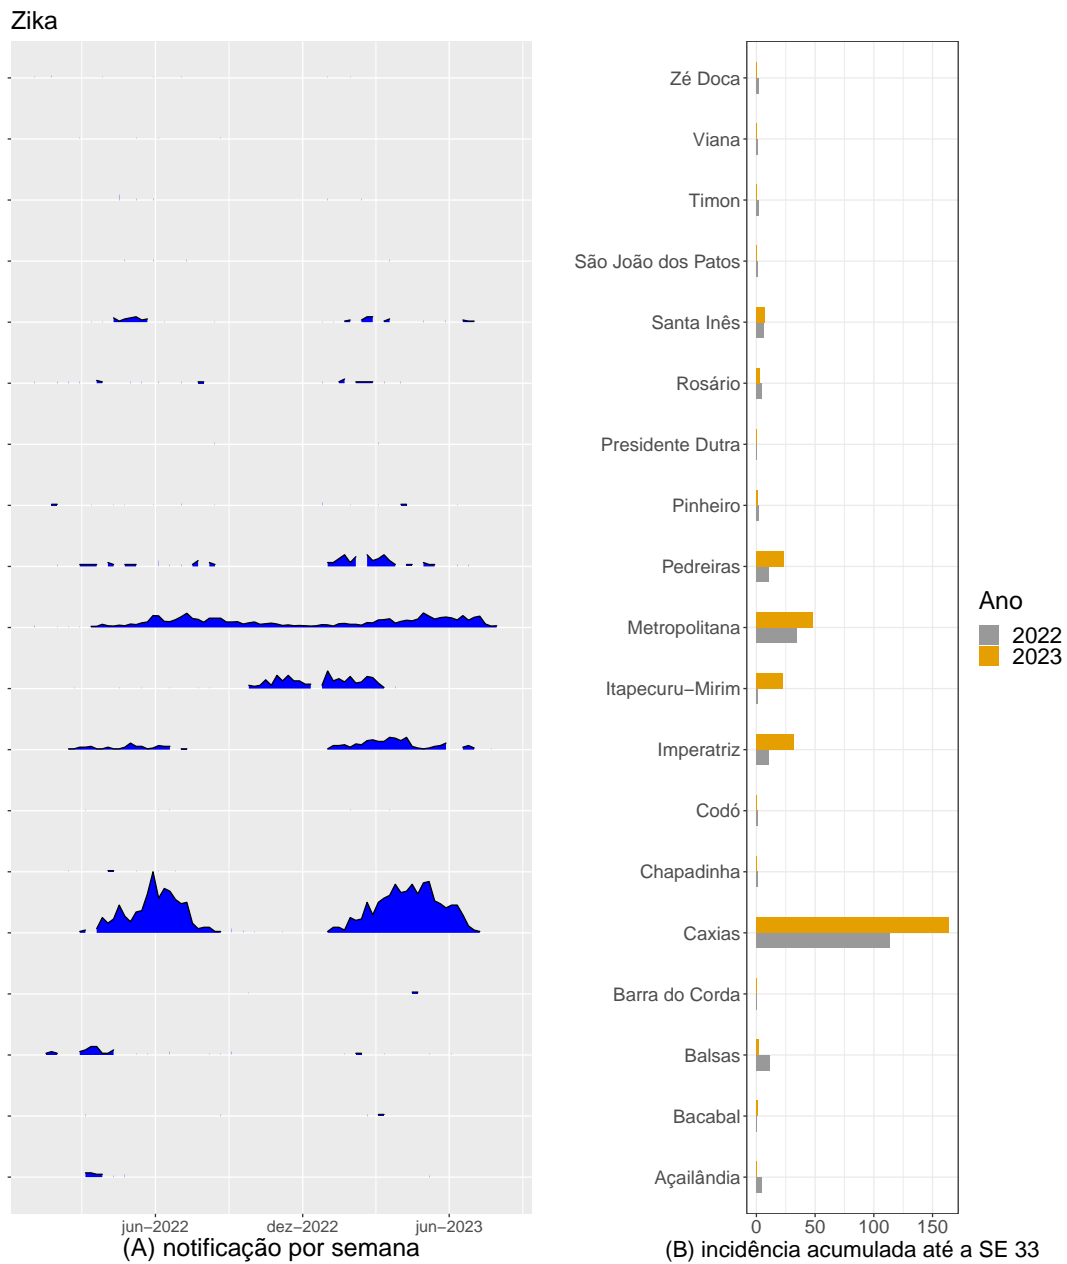 Zika
Zé Doca
Viana
Timon
São João dos Patos
Santa Inês
Rosário
Presidente Dutra
Pinheiro
Pedreiras
Metropolitana
Itapecuru−Mirim
Imperatriz
Codó
Chapadinha
Caxias
Barra do Corda
Balsas
Bacabal
Açailândia
Ano
2022
2023
jun−2022 dez−2022 jun−2023
0 50 100 150
(A) notificação por semana
(B) incidência acumulada até a SE 33